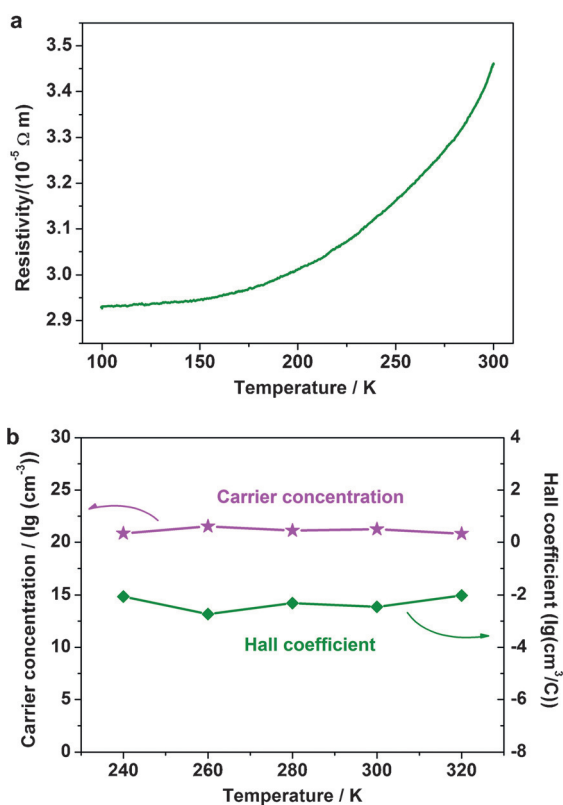 a
3.5
3.4
3.3
3.2
3.1
3.0
2.9
Resistivity/(10⁻⁵ Ω m)
100 150 200 250 300
Temperature / K
b
30
25
20
15
10
5
0
Carrier concentration / (lg (cm⁻³))
Carrier concentration
Hall coefficient
4
2
0
-2
-4
-6
-8
Hall coefficient (lg(cm³/C))
240 260 280 300 320
Temperature / K